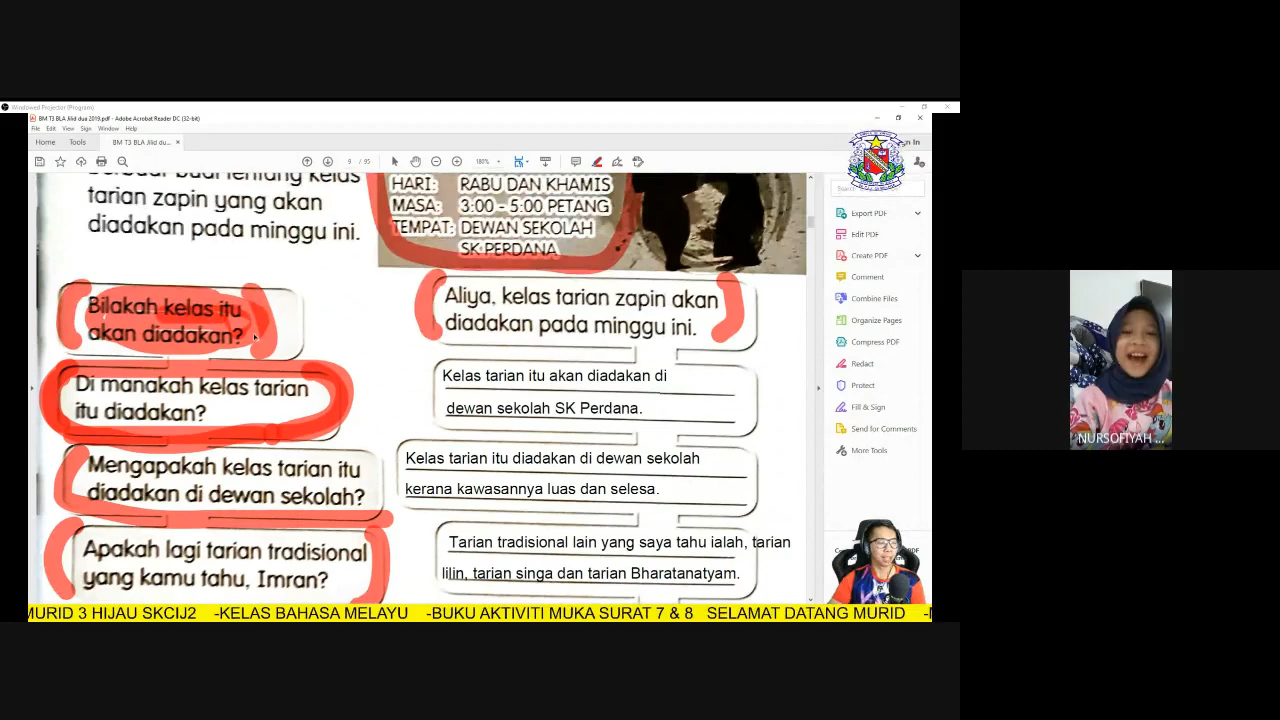 Windowed Projector (Program)
BM T3 BLA Jilid dua 2019.pdf - Adobe Acrobat Reader DC (32-bit)
File Edit View Sign Window Help
Home Tools BM T3 BLA Jilid du... ×
9 / 95
180%
tentang kelas
tarian zapin yang akan
diadakan pada minggu ini.
HARI: RABU DAN KHAMIS
MASA: 3:00 - 5:00 PETANG
TEMPAT: DEWAN SEKOLAH
SK PERDANA
Bilakah kelas itu
akan diadakan?
Aliya, kelas tarian zapin akan
diadakan pada minggu ini.
Di manakah kelas tarian
itu diadakan?
Kelas tarian itu akan diadakan di
dewan sekolah SK Perdana.
Mengapakah kelas tarian itu
diadakan di dewan sekolah?
Kelas tarian itu diadakan di dewan sekolah
kerana kawasannya luas dan selesa.
Apakah lagi tarian tradisional
yang kamu tahu, Imran?
Tarian tradisional lain yang saya tahu ialah, tarian
lilin, tarian singa dan tarian Bharatanatyam.
Export PDF
Edit PDF
Create PDF
Comment
Combine Files
Organize Pages
Compress PDF
Redact
Protect
Fill & Sign
Send for Comments
More Tools
MURID 3 HIJAU SKCIJ2 -KELAS BAHASA MELAYU -BUKU AKTIVITI MUKA SURAT 7 & 8 SELAMAT DATANG MURID
NURSOFIYAH ...